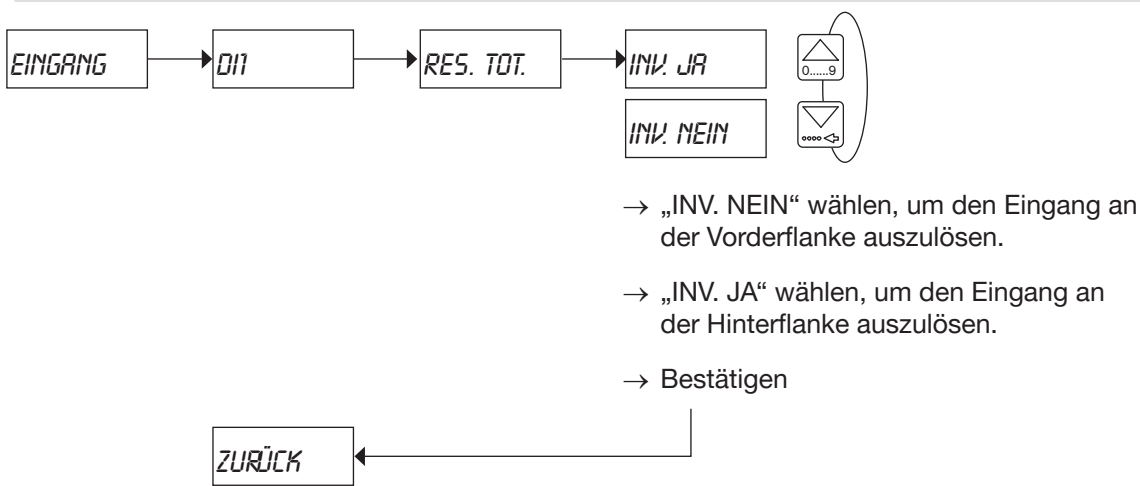 EINGANG
DI1
RES. TOT.
INV. JA
0......9
INV. NEIN
→ „INV. NEIN“ wählen, um den Eingang an
der Vorderflanke auszulösen.
→ „INV. JA“ wählen, um den Eingang an
der Hinterflanke auszulösen.
→ Bestätigen
ZURÜCK